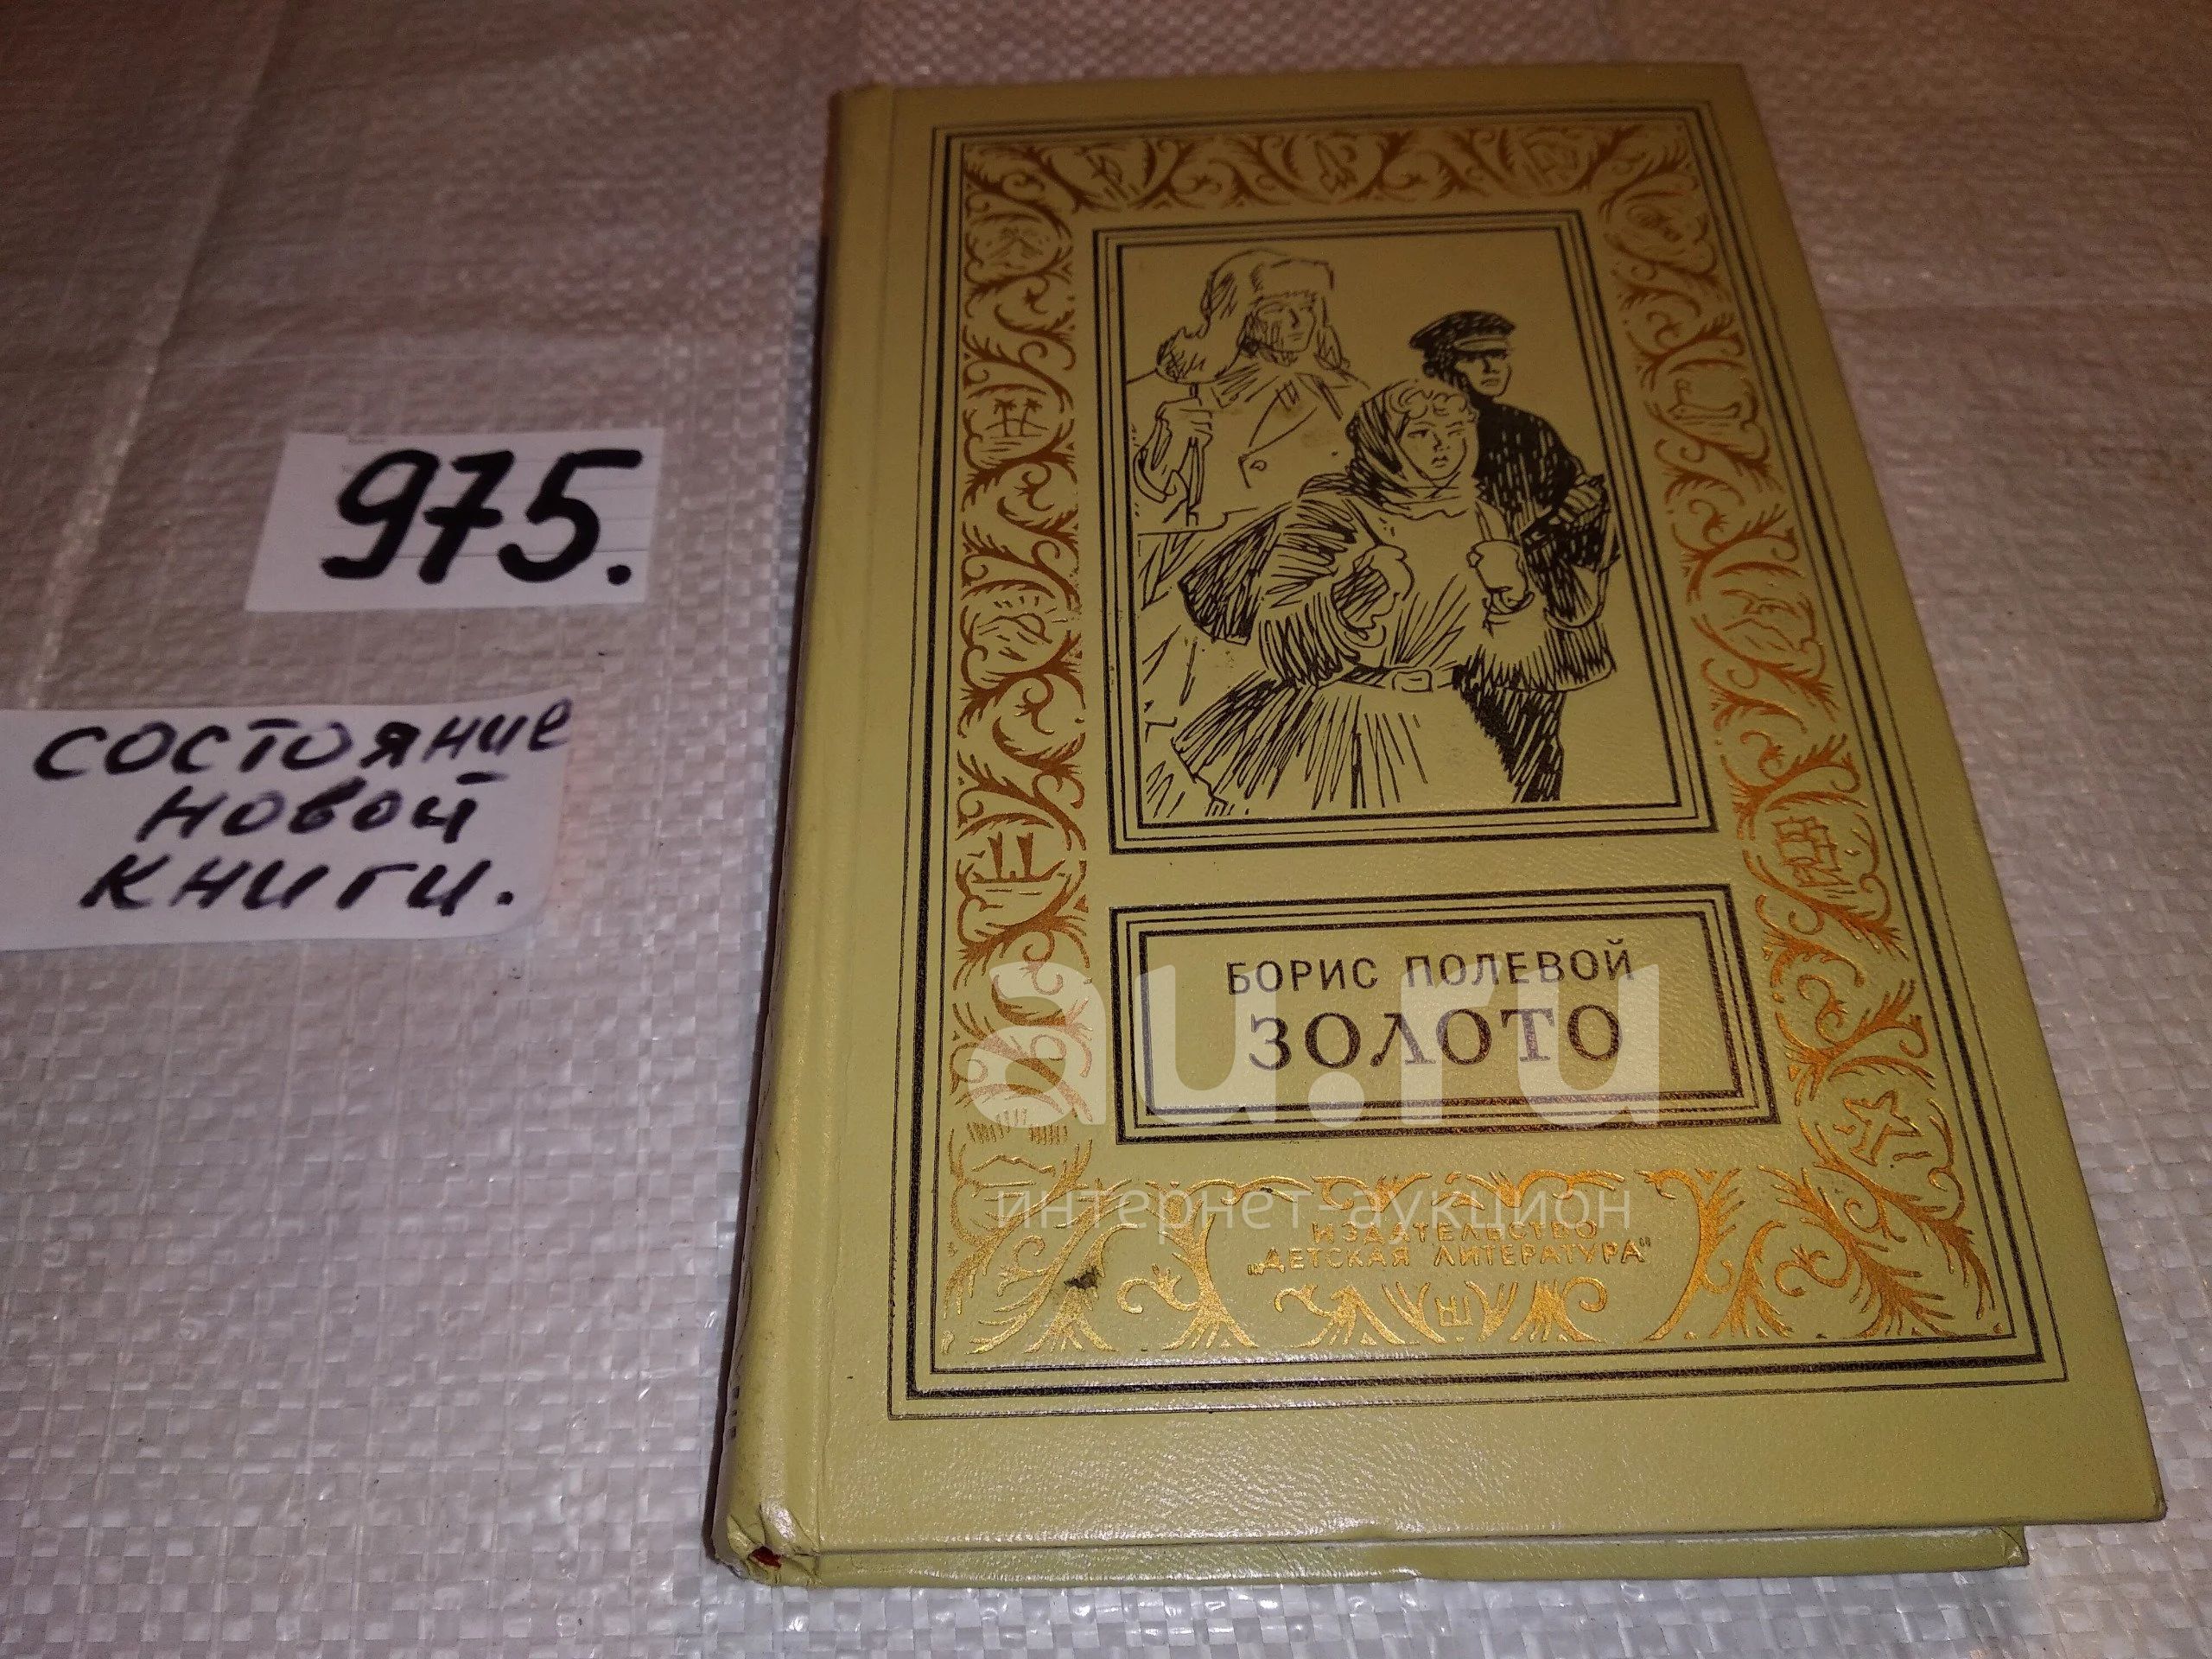 975.
состояние
новой
книги.
БОРИС ПОЛЕВОЙ
ЗОЛОТО
au.ru
интернет-аукцион
ИЗДАТЕЛЬСТВО
„ДЕТСКАЯ ЛИТЕРАТУРА"